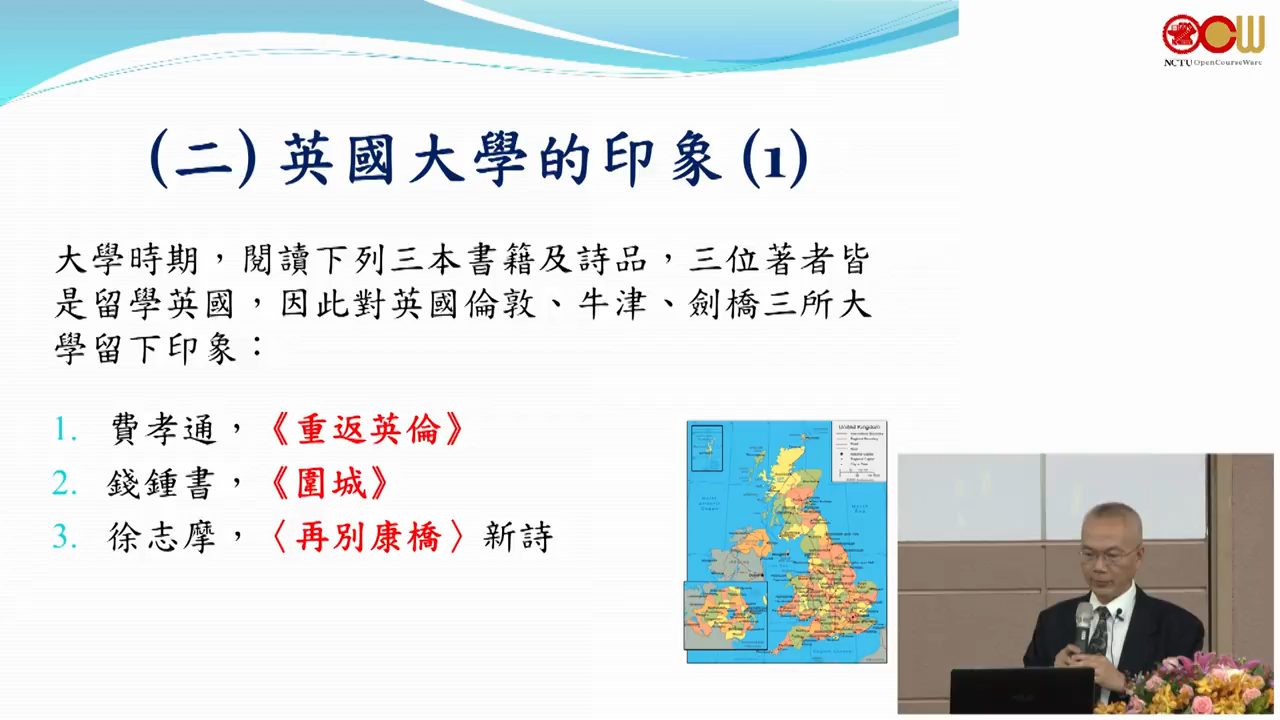 OCW
NCTU OpenCourseWare
(二) 英國大學的印象 (1)
大學時期，閱讀下列三本書籍及詩品，三位著者皆
是留學英國，因此對英國倫敦、牛津、劍橋三所大
學留下印象：
1. 費孝通，《重返英倫》
2. 錢鍾書，《圍城》
3. 徐志摩，〈再別康橋〉新詩
United Kingdom